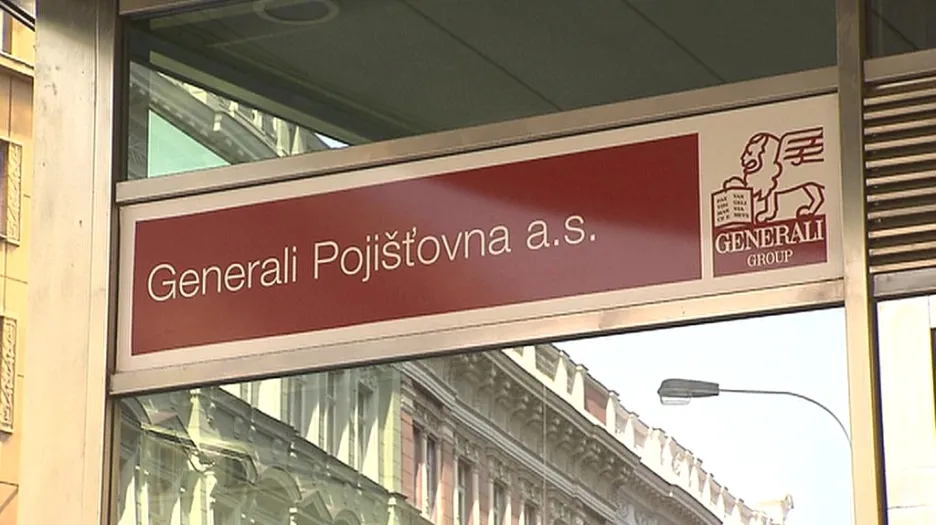 Generali Pojišťovna a.s.
GENERALI
GROUP